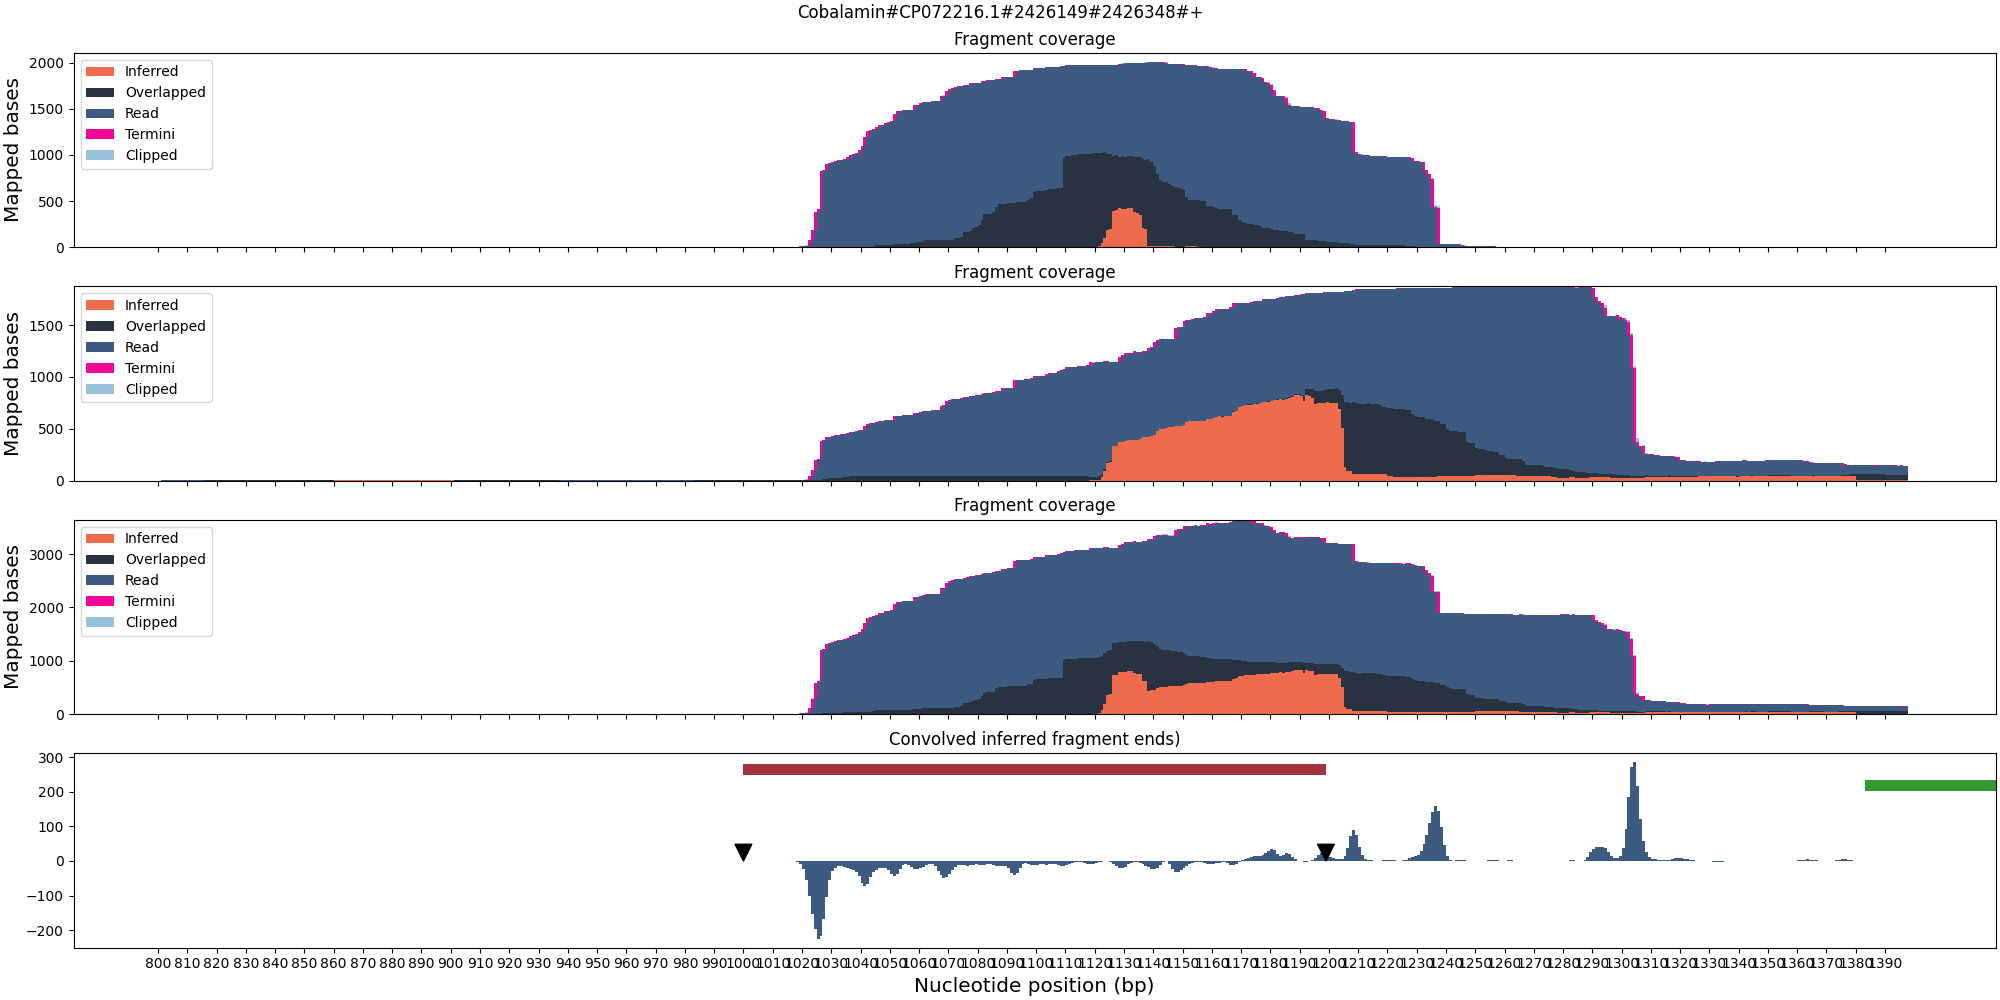 Cobalamin#CP072216.1#2426149#2426348#+
Fragment coverage
Mapped bases
2000
1500
1000
500
0
Inferred
Overlapped
Read
Termini
Clipped
Fragment coverage
Mapped bases
1500
1000
500
0
Inferred
Overlapped
Read
Termini
Clipped
Fragment coverage
Mapped bases
3000
2000
1000
0
Inferred
Overlapped
Read
Termini
Clipped
Convolved inferred fragment ends)
300
200
100
0
−100
−200
800 810 820 830 840 850 860 870 880 890 900 910 920 930 940 950 960 970 980 990 1000 1010 1020 1030 1040 1050 1060 1070 1080 1090 1100 1110 1120 1130 1140 1150 1160 1170 1180 1190 1200 1210 1220 1230 1240 1250 1260 1270 1280 1290 1300 1310 1320 1330 1340 1350 1360 1370 1380 1390
Nucleotide position (bp)